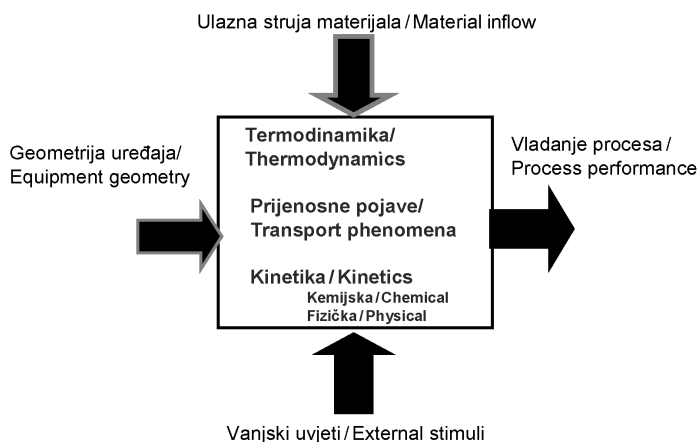 Ulazna struja materijala / Material inflow
Geometrija uređaja/
Equipment geometry
Termodinamika/
Thermodynamics
Prijenosne pojave/
Transport phenomena
Kinetika / Kinetics
Kemijska / Chemical
Fizička / Physical
Vladanje procesa /
Process performance
Vanjski uvjeti / External stimuli